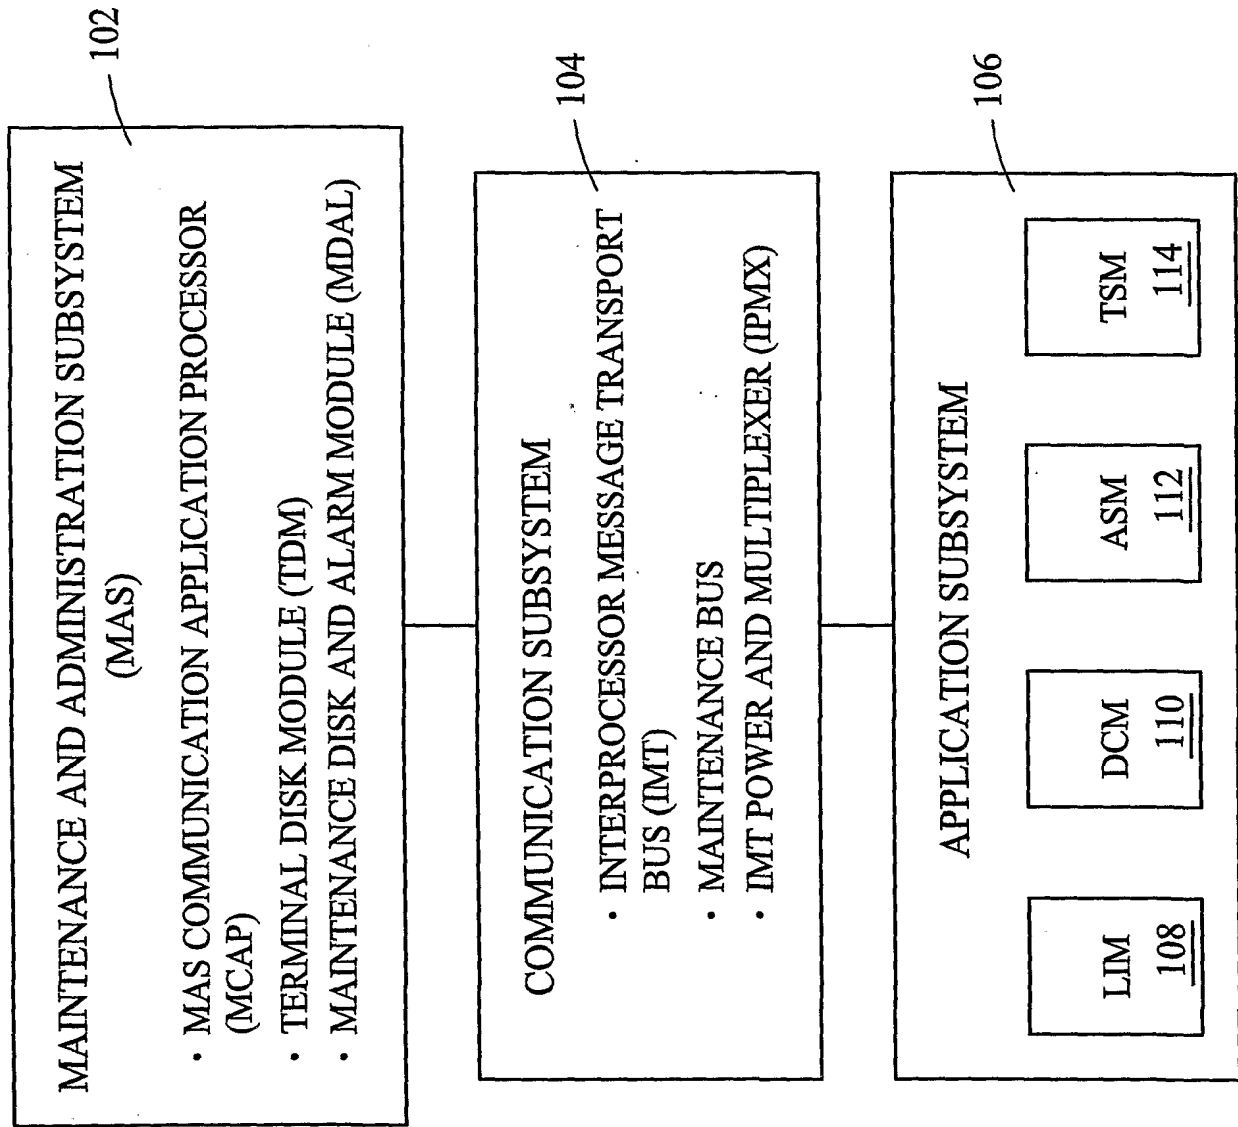 102
MAINTENANCE AND ADMINISTRATION SUBSYSTEM
(MAS)
· MAS COMMUNICATION APPLICATION PROCESSOR
(MCAP)
· TERMINAL DISK MODULE (TDM)
· MAINTENANCE DISK AND ALARM MODULE (MDAL)
104
COMMUNICATION SUBSYSTEM
· INTERPROCESSOR MESSAGE TRANSPORT
BUS (IMT)
· MAINTENANCE BUS
· IMT POWER AND MULTIPLEXER (IPMX)
106
APPLICATION SUBSYSTEM
LIM
108
DCM
110
ASM
112
TSM
114